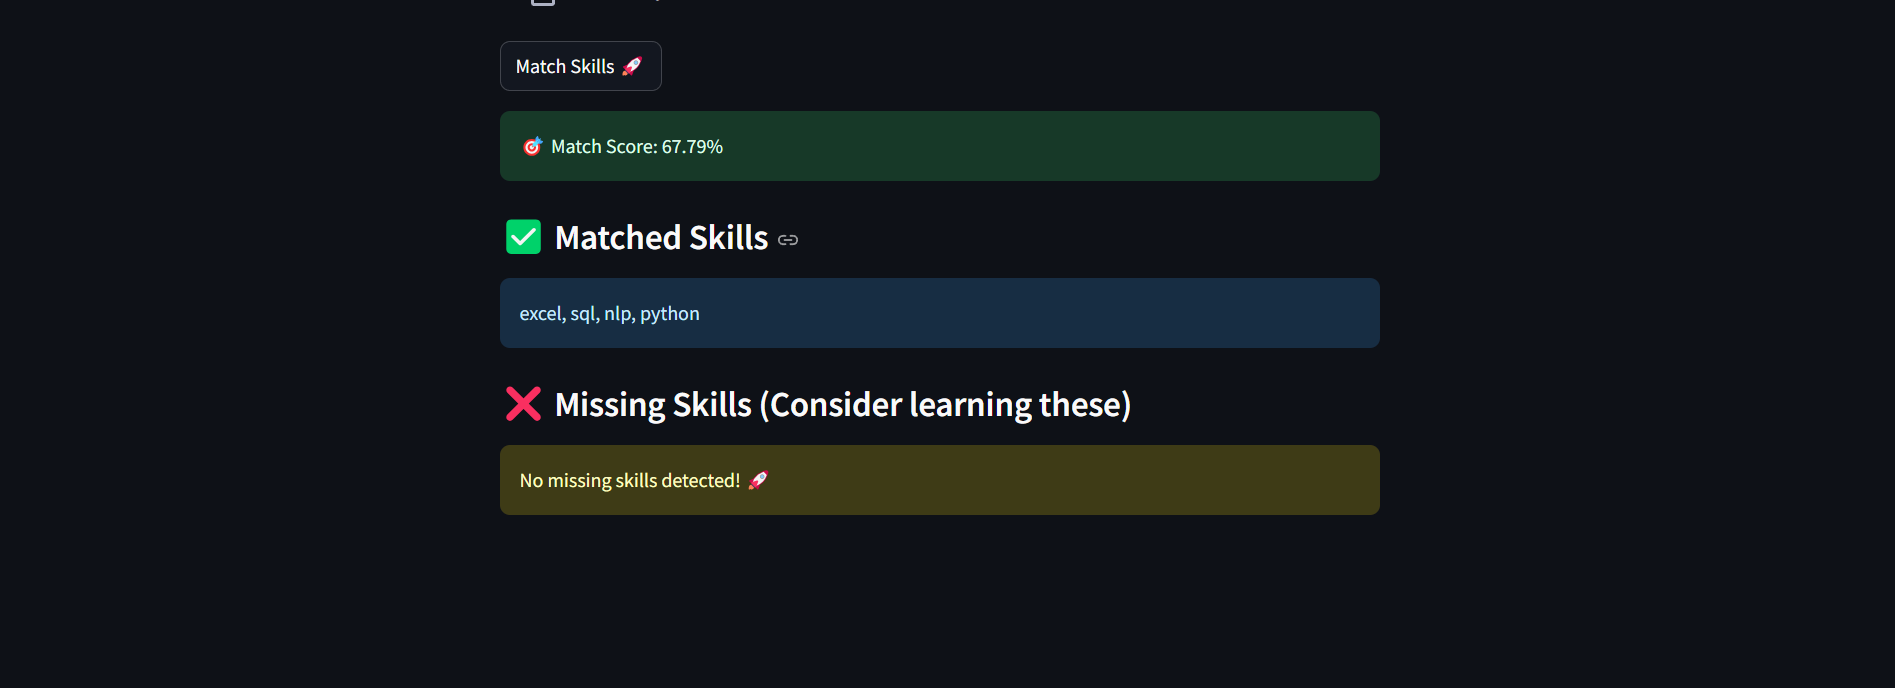 Match Skills 🚀
🎯 Match Score: 67.79%
✅ Matched Skills
excel, sql, nlp, python
❌ Missing Skills (Consider learning these)
No missing skills detected! 🚀